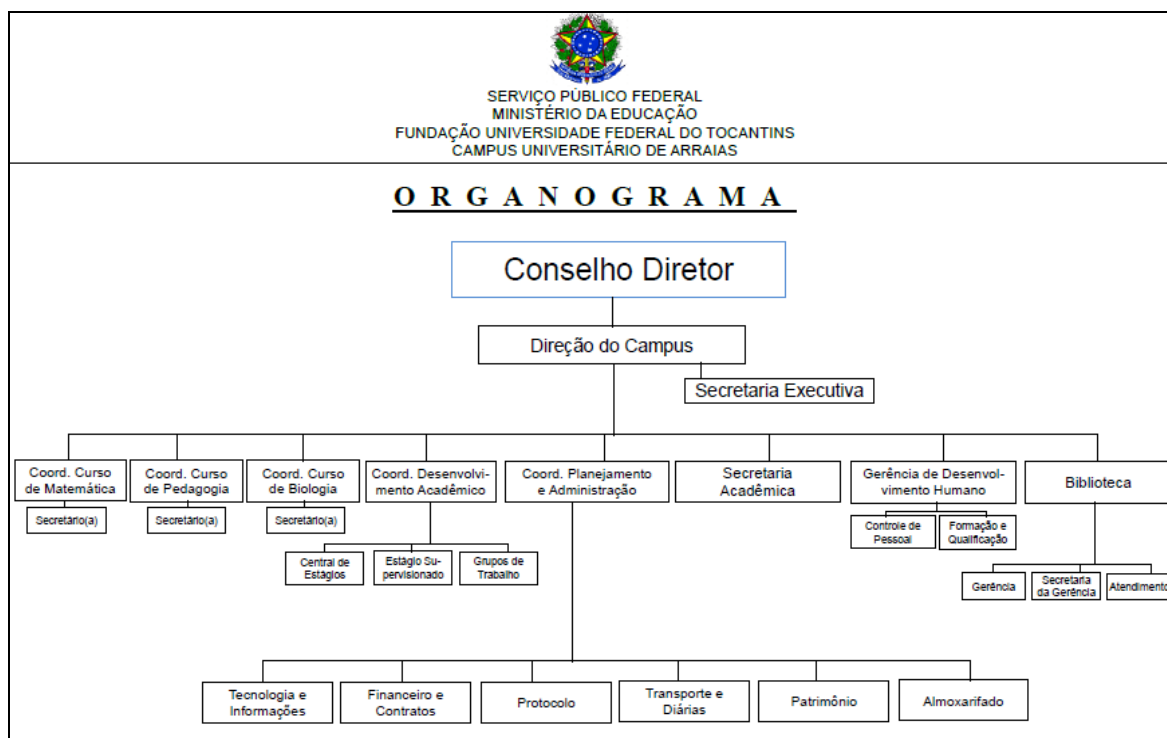 SERVIÇO PÚBLICO FEDERAL
MINISTÉRIO DA EDUCAÇÃO
FUNDAÇÃO UNIVERSIDADE FEDERAL DO TOCANTINS
CAMPUS UNIVERSITÁRIO DE ARRAIAS
O R G A N O G R A M A
Conselho Diretor
Direção do Campus
Secretaria Executiva
Coord. Curso
de Matemática
Coord. Curso
de Pedagogia
Coord. Curso
de Biologia
Coord. Desenvolvi-
mento Acadêmico
Coord. Planejamento
e Administração
Secretaria
Acadêmica
Gerência de Desenvol-
vimento Humano
Biblioteca
Secretário(a)
Secretário(a)
Secretário(a)
Controle de
Pessoal
Formação e
Qualificação
Central de
Estágios
Estágio Su-
pervisionado
Grupos de
Trabalho
Gerência
Secretaria
da Gerência
Atendimento
Tecnologia e
Informações
Financeiro e
Contratos
Protocolo
Transporte e
Diárias
Patrimônio
Almoxarifado